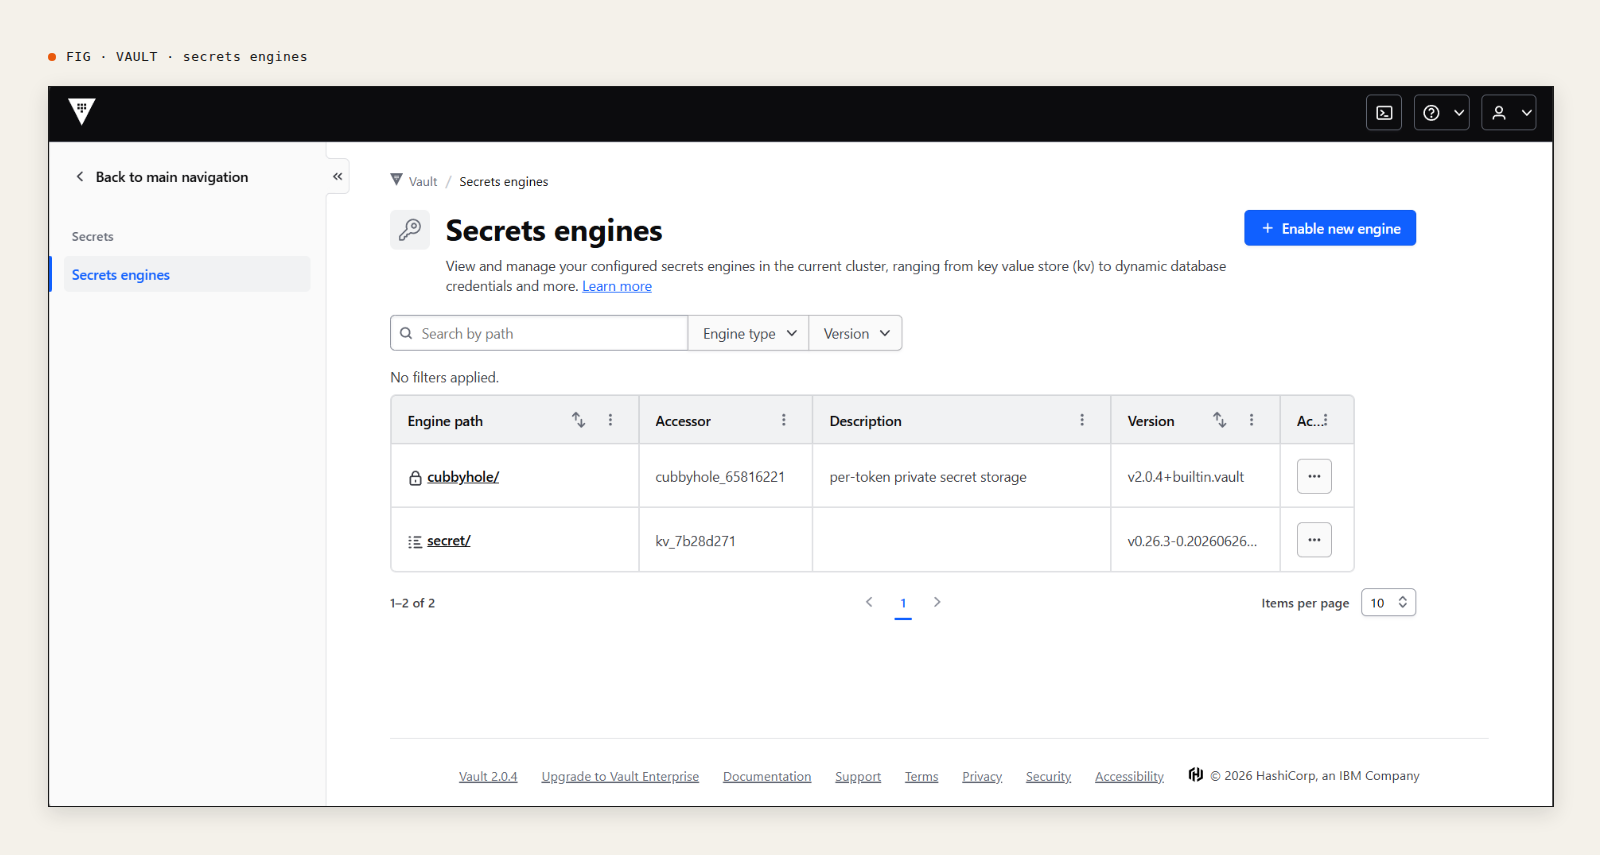 FIG · VAULT · secrets engines
Back to main navigation
Secrets
Secrets engines
Vault / Secrets engines
Secrets engines
Enable new engine
View and manage your configured secrets engines in the current cluster, ranging from key value store (kv) to dynamic database
credentials and more. Learn more
Search by path
Engine type
Version
No filters applied.
Engine path Accessor Description Version Ac...
cubbyhole/ cubbyhole_65816221 per-token private secret storage v2.0.4+builtin.vault
secret/ kv_7b28d271 v0.26.3-0.20260626...
1–2 of 2
1
Items per page 10
Vault 2.0.4 Upgrade to Vault Enterprise Documentation Support Terms Privacy Security Accessibility © 2026 HashiCorp, an IBM Company